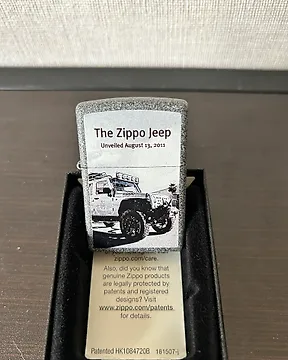 The Zippo Jeep
Unveiled August 13, 2011
zippo.com/care.
Also, did you know that
genuine Zippo products
are legally protected by
patents and registered
designs? Visit
www.zippo.com/patents
for details.
Patented HK1084720B 181507-j